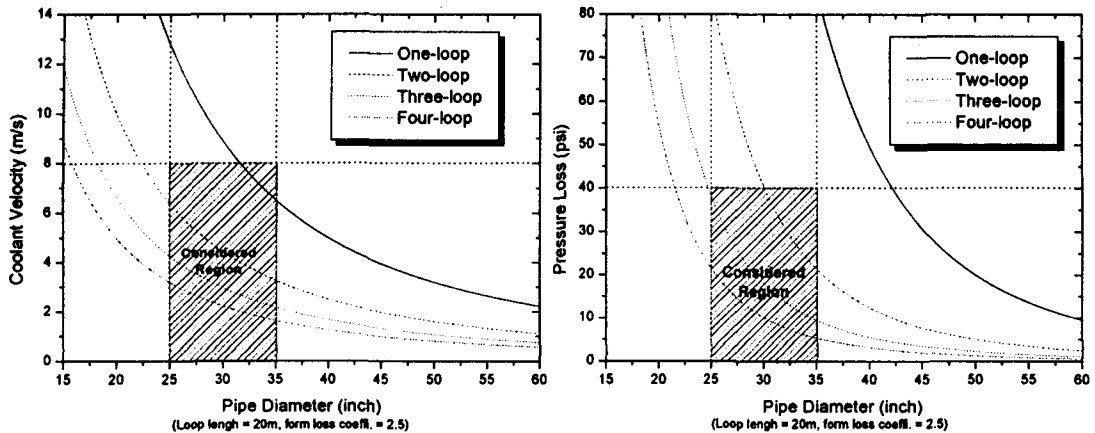 14
12
10
8
6
4
2
0
Coolant Velocity (m/s)
One-loop
Two-loop
Three-loop
Four-loop
Considered
Region
15 20 25 30 35 40 45 50 55 60
Pipe Diameter (inch)
(Loop lengh = 20m, form loss coeffi. = 2.5)
80
70
60
50
40
30
20
10
0
Pressure Loss (psi)
One-loop
Two-loop
Three-loop
Four-loop
Considered
Region
15 20 25 30 35 40 45 50 55 60
Pipe Diameter (inch)
(Loop lengh = 20m, form loss coeffi. = 2.5)